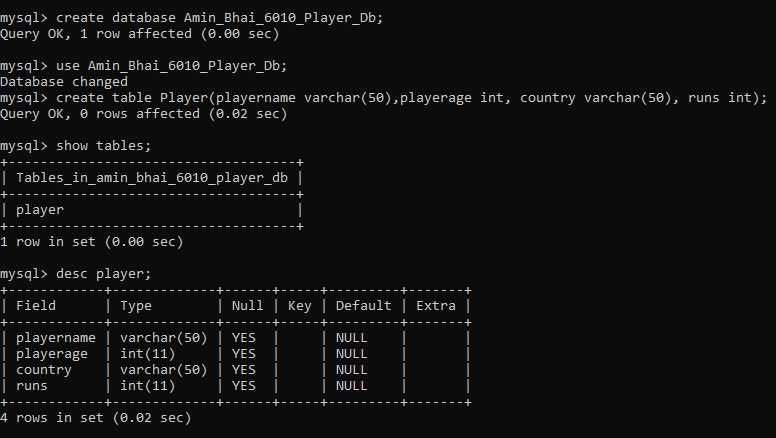 mysql> create database Amin_Bhai_6010_Player_Db;
Query OK, 1 row affected (0.00 sec)

mysql> use Amin_Bhai_6010_Player_Db;
Database changed
mysql> create table Player(playername varchar(50),playerage int, country varchar(50), runs int);
Query OK, 0 rows affected (0.02 sec)

mysql> show tables;
+------------------------------------+
| Tables_in_amin_bhai_6010_player_db |
+------------------------------------+
| player                             |
+------------------------------------+
1 row in set (0.00 sec)

mysql> desc player;
+------------+-------------+------+-----+---------+-------+
| Field      | Type        | Null | Key | Default | Extra |
+------------+-------------+------+-----+---------+-------+
| playername | varchar(50) | YES  |     | NULL    |       |
| playerage  | int(11)     | YES  |     | NULL    |       |
| country    | varchar(50) | YES  |     | NULL    |       |
| runs       | int(11)     | YES  |     | NULL    |       |
+------------+-------------+------+-----+---------+-------+
4 rows in set (0.02 sec)